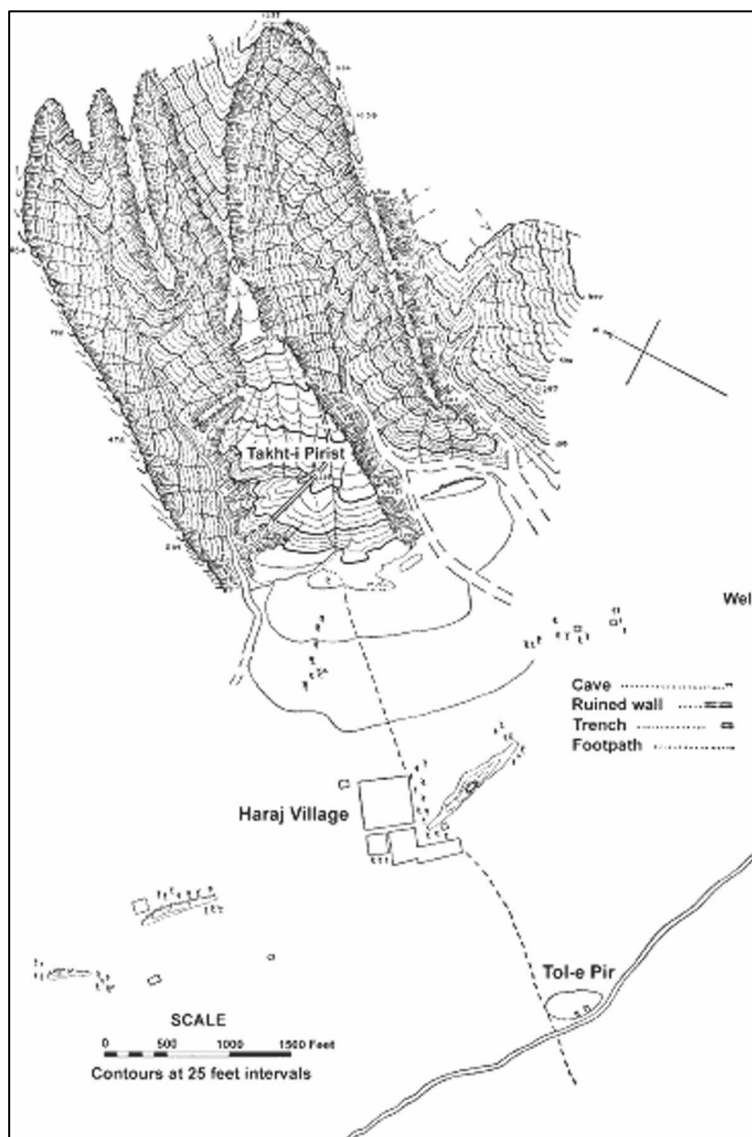 Takht-i Pirist
Wel
Cave
Ruined wall
Trench
Footpath
Haraj Village
Tol-e Pir
SCALE
0 500 1000 1500 Feet
Contours at 25 feet intervals